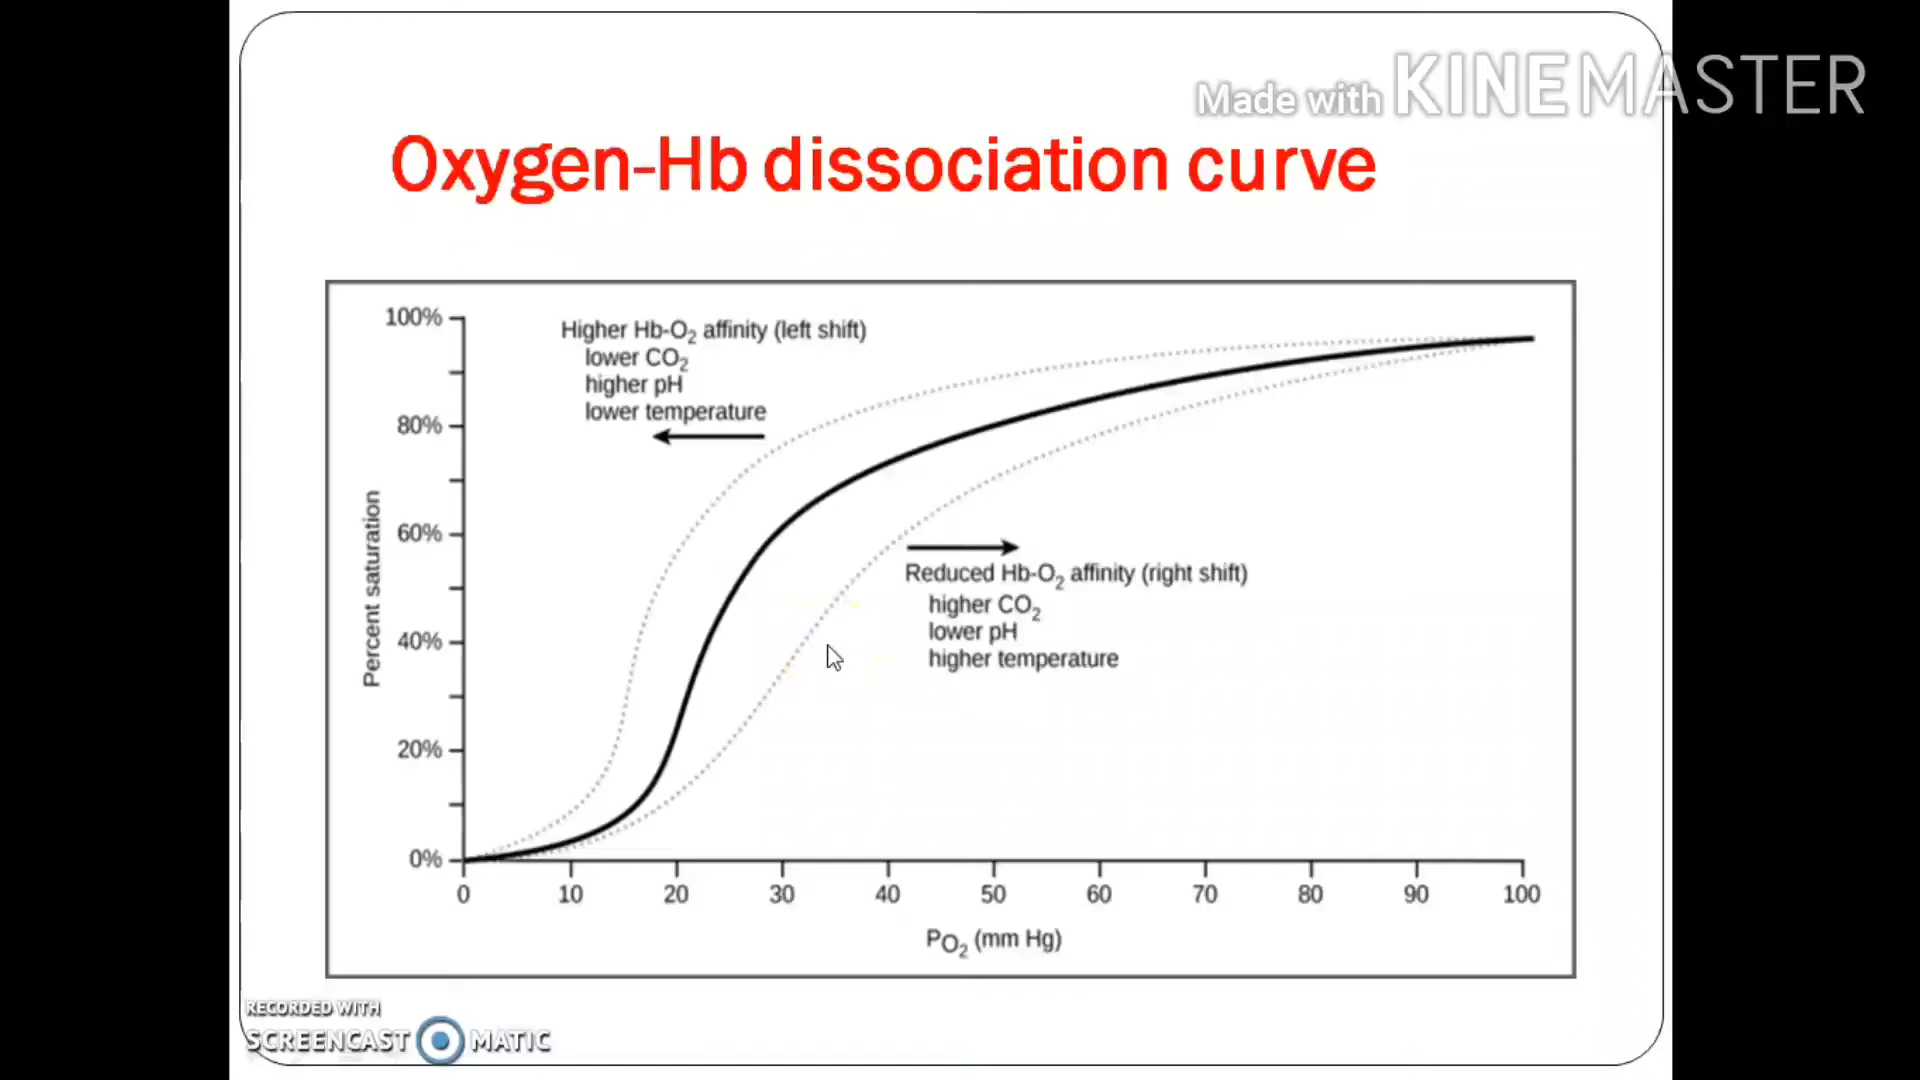 Made with KINEMASTER
Oxygen-Hb dissociation curve
100%
80%
60%
40%
20%
0%
Percent saturation
Higher Hb-O₂ affinity (left shift)
lower CO₂
higher pH
lower temperature
Reduced Hb-O₂ affinity (right shift)
higher CO₂
lower pH
higher temperature
0 10 20 30 40 50 60 70 80 90 100
PO₂ (mm Hg)
RECORDED WITH
SCREENCAST MATIC